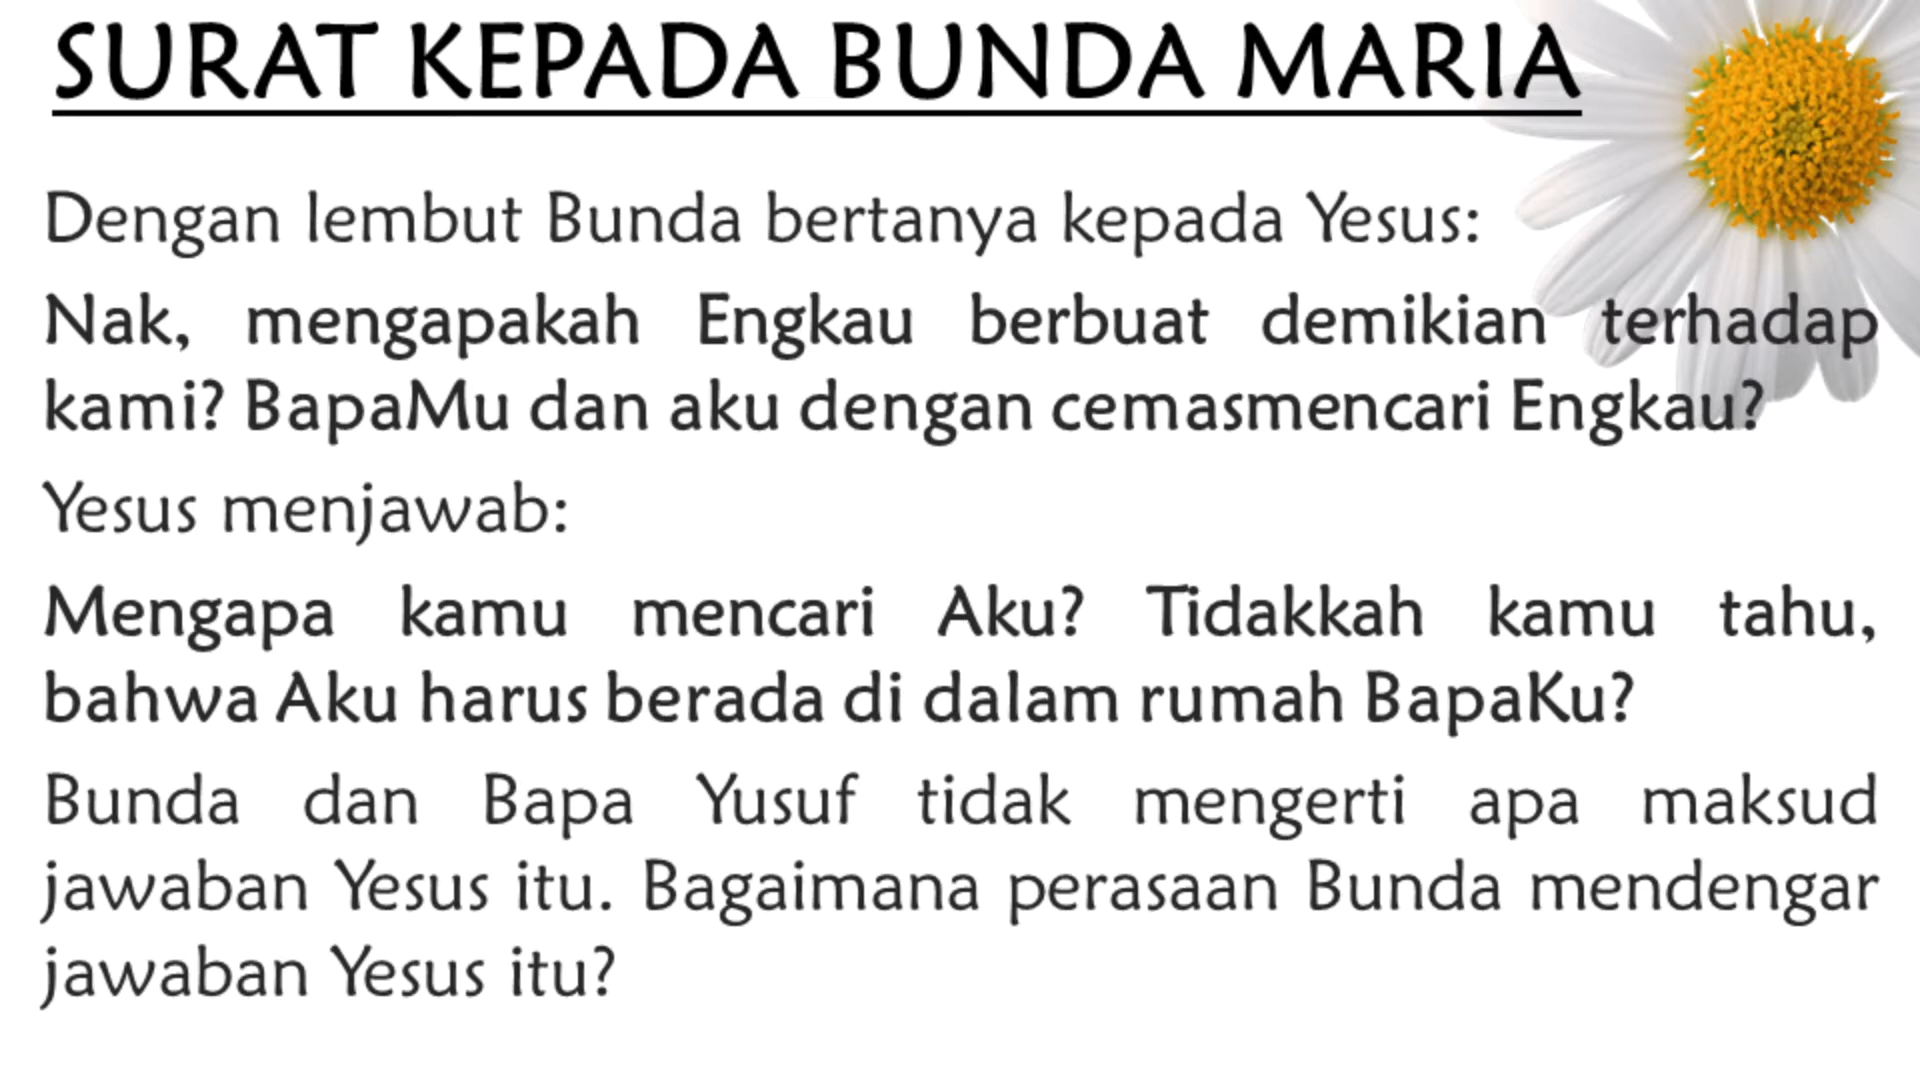 SURAT KEPADA BUNDA MARIA
Dengan lembut Bunda bertanya kepada Yesus:
Nak, mengapakah Engkau berbuat demikian terhadap
kami? BapaMu dan aku dengan cemasmencari Engkau?
Yesus menjawab:
Mengapa kamu mencari Aku? Tidakkah kamu tahu,
bahwa Aku harus berada di dalam rumah BapaKu?
Bunda dan Bapa Yusuf tidak mengerti apa maksud
jawaban Yesus itu. Bagaimana perasaan Bunda mendengar
jawaban Yesus itu?